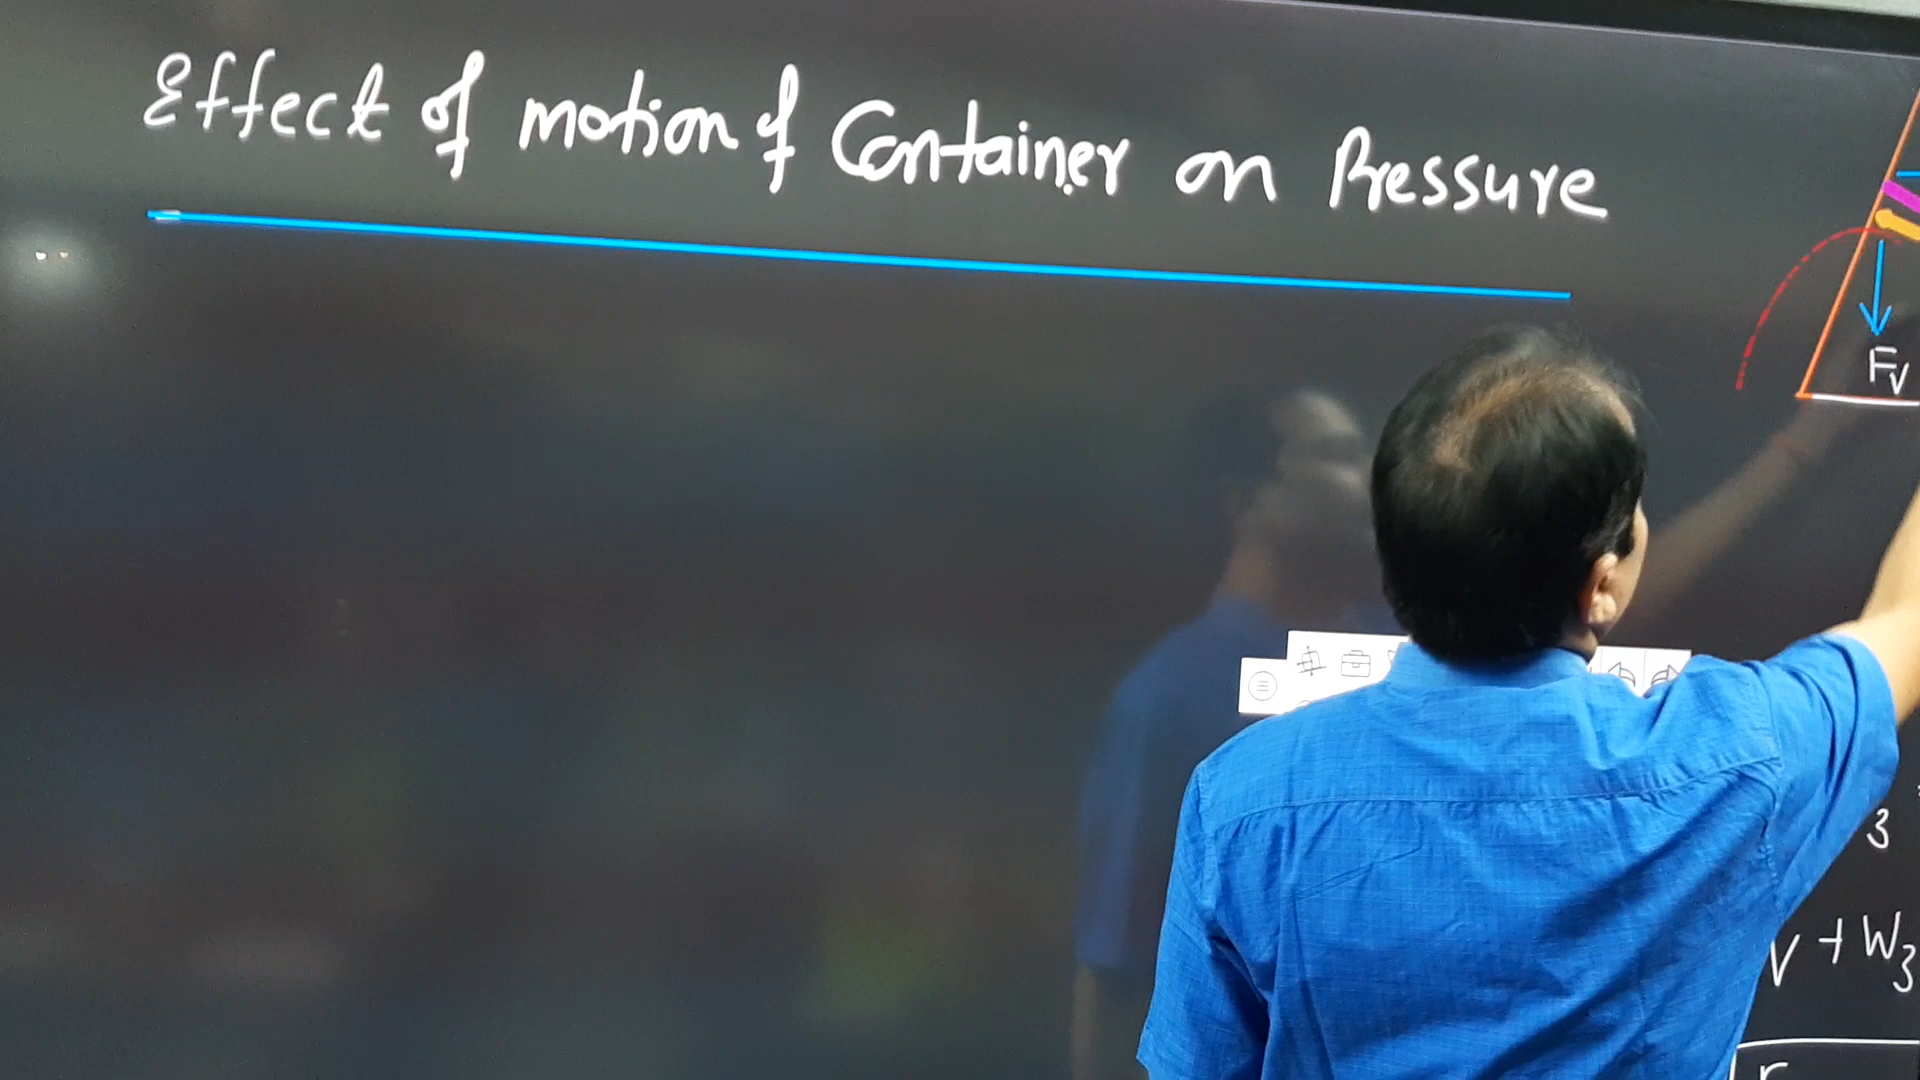 Effect of motion of Container on Pressure
Fv
3
V + W3